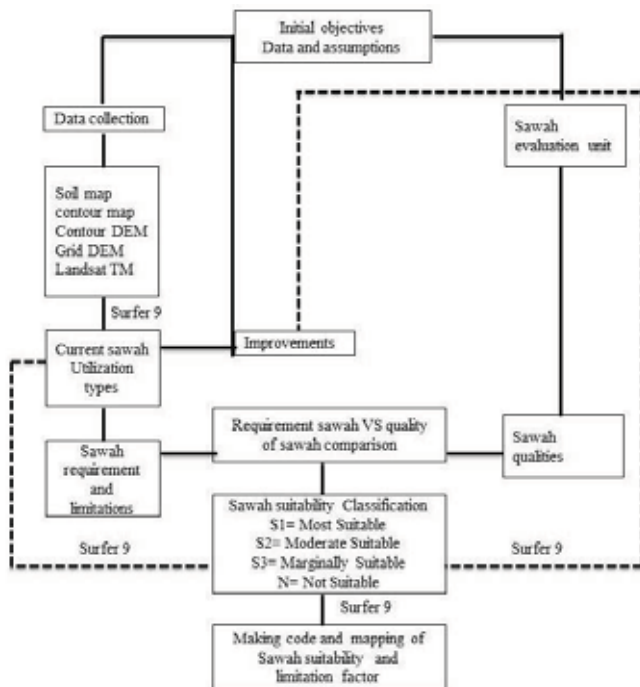 Initial objectives
Data and assumptions
Data collection
Sawah
evaluation unit
Soil map
contour map
Contour DEM
Grid DEM
Landsat TM
Surfer 9
Current sawah
Utilization
types
Improvements
Sawah
requirement
and
limitations
Requirement sawah VS quality
of sawah comparison
Sawah
qualities
Sawah suitability Classification
S1= Most Suitable
S2= Moderate Suitable
S3= Marginally Suitable
N= Not Suitable
Surfer 9
Surfer 9
Surfer 9
Making code and mapping of
Sawah suitability and
limitation factor